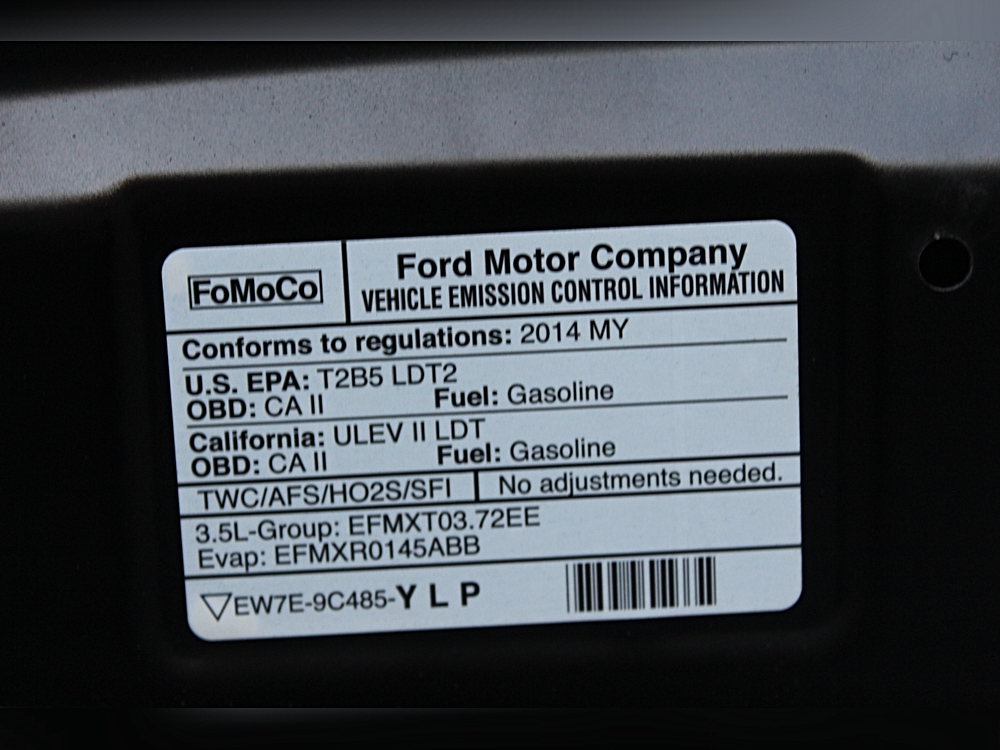 FoMoCo
Ford Motor Company
VEHICLE EMISSION CONTROL INFORMATION
Conforms to regulations: 2014 MY
U.S. EPA: T2B5 LDT2
OBD: CA II Fuel: Gasoline
California: ULEV II LDT
OBD: CA II Fuel: Gasoline
TWC/AFS/HO2S/SFI No adjustments needed.
3.5L-Group: EFMXT03.72EE
Evap: EFMXR0145ABB
EW7E-9C485-Y L P